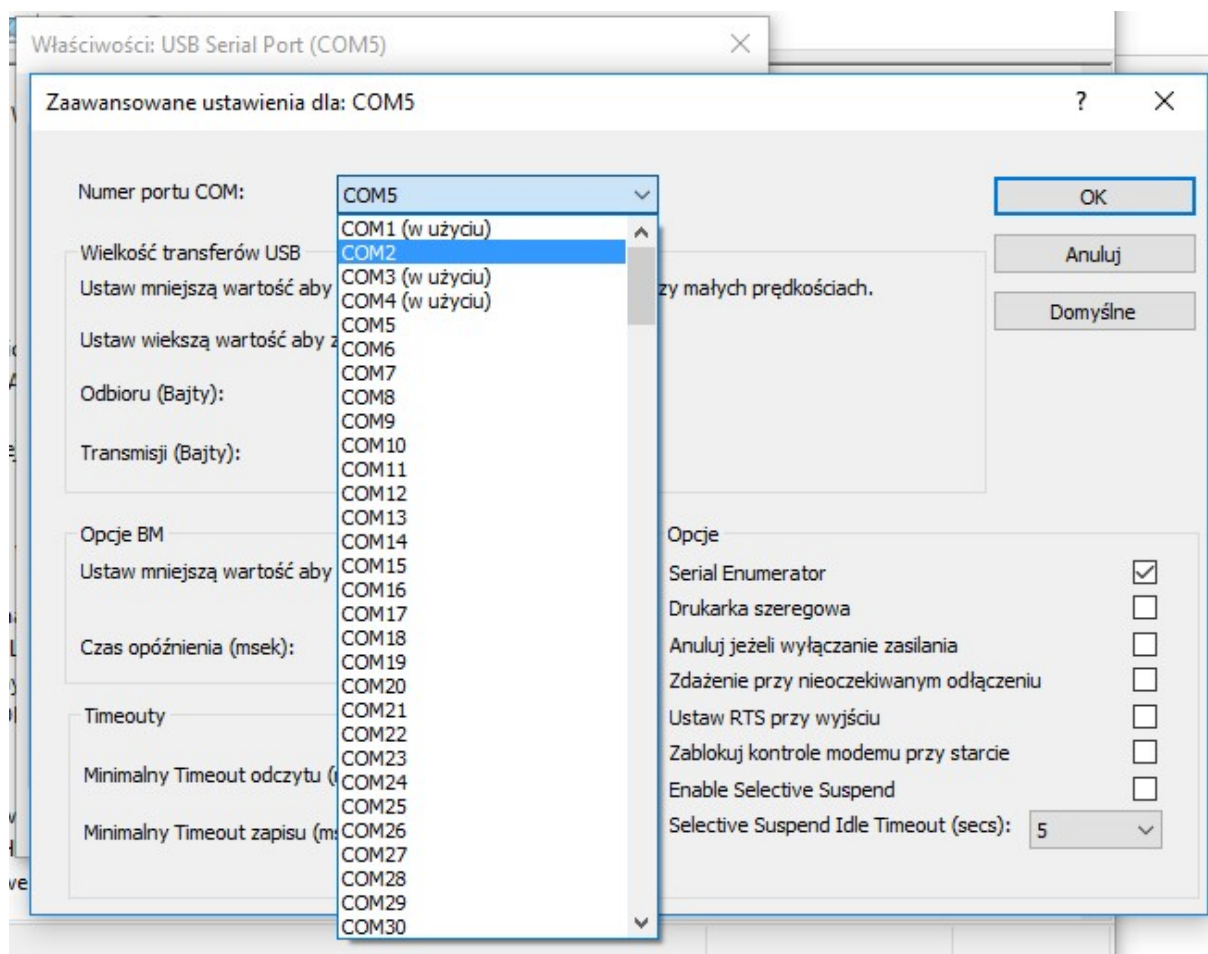 Właściwości: USB Serial Port (COM5)
Zaawansowane ustawienia dla: COM5
?
Numer portu COM:
COM5
OK
Anuluj
Domyślne
COM1 (w użyciu)
COM2
COM3 (w użyciu)
COM4 (w użyciu)
COM5
COM6
COM7
COM8
COM9
COM10
COM11
COM12
COM13
COM14
COM15
COM16
COM17
COM18
COM19
COM20
COM21
COM22
COM23
COM24
COM25
COM26
COM27
COM28
COM29
COM30
Wielkość transferów USB
Ustaw mniejszą wartość aby
małych prędkościach.
Ustaw wiekszą wartość aby
Odbioru (Bajty):
Transmisji (Bajty):
Opcje BM
Ustaw mniejszą wartość aby
Czas opóźnienia (msek):
Timeouty
Minimalny Timeout odczytu
Minimalny Timeout zapisu
Opcje
Serial Enumerator
Drukarka szeregowa
Anuluj jeżeli wyłączanie zasilania
Zdażenie przy nieoczekiwanym odłączeniu
Ustaw RTS przy wyjściu
Zablokuj kontrole modemu przy starcie
Enable Selective Suspend
Selective Suspend Idle Timeout (secs): 5